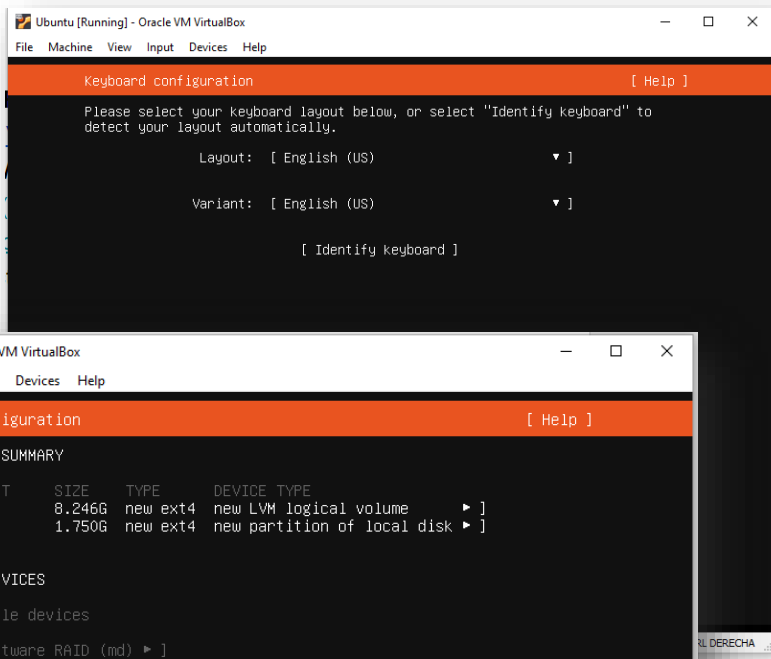 Ubuntu [Running] - Oracle VM VirtualBox
File Machine View Input Devices Help
Keyboard configuration [ Help ]
Please select your keyboard layout below, or select "Identify keyboard" to
detect your layout automatically.
Layout: [ English (US) ▾ ]
Variant: [ English (US) ▾ ]
[ Identify keyboard ]
VM VirtualBox
Devices Help
iguration [ Help ]
SUMMARY
T SIZE TYPE DEVICE TYPE
8.246G new ext4 new LVM logical volume ▸ ]
1.750G new ext4 new partition of local disk ▸ ]
VICES
le devices
tware RAID (md) ▸ ]
RL DERECHA